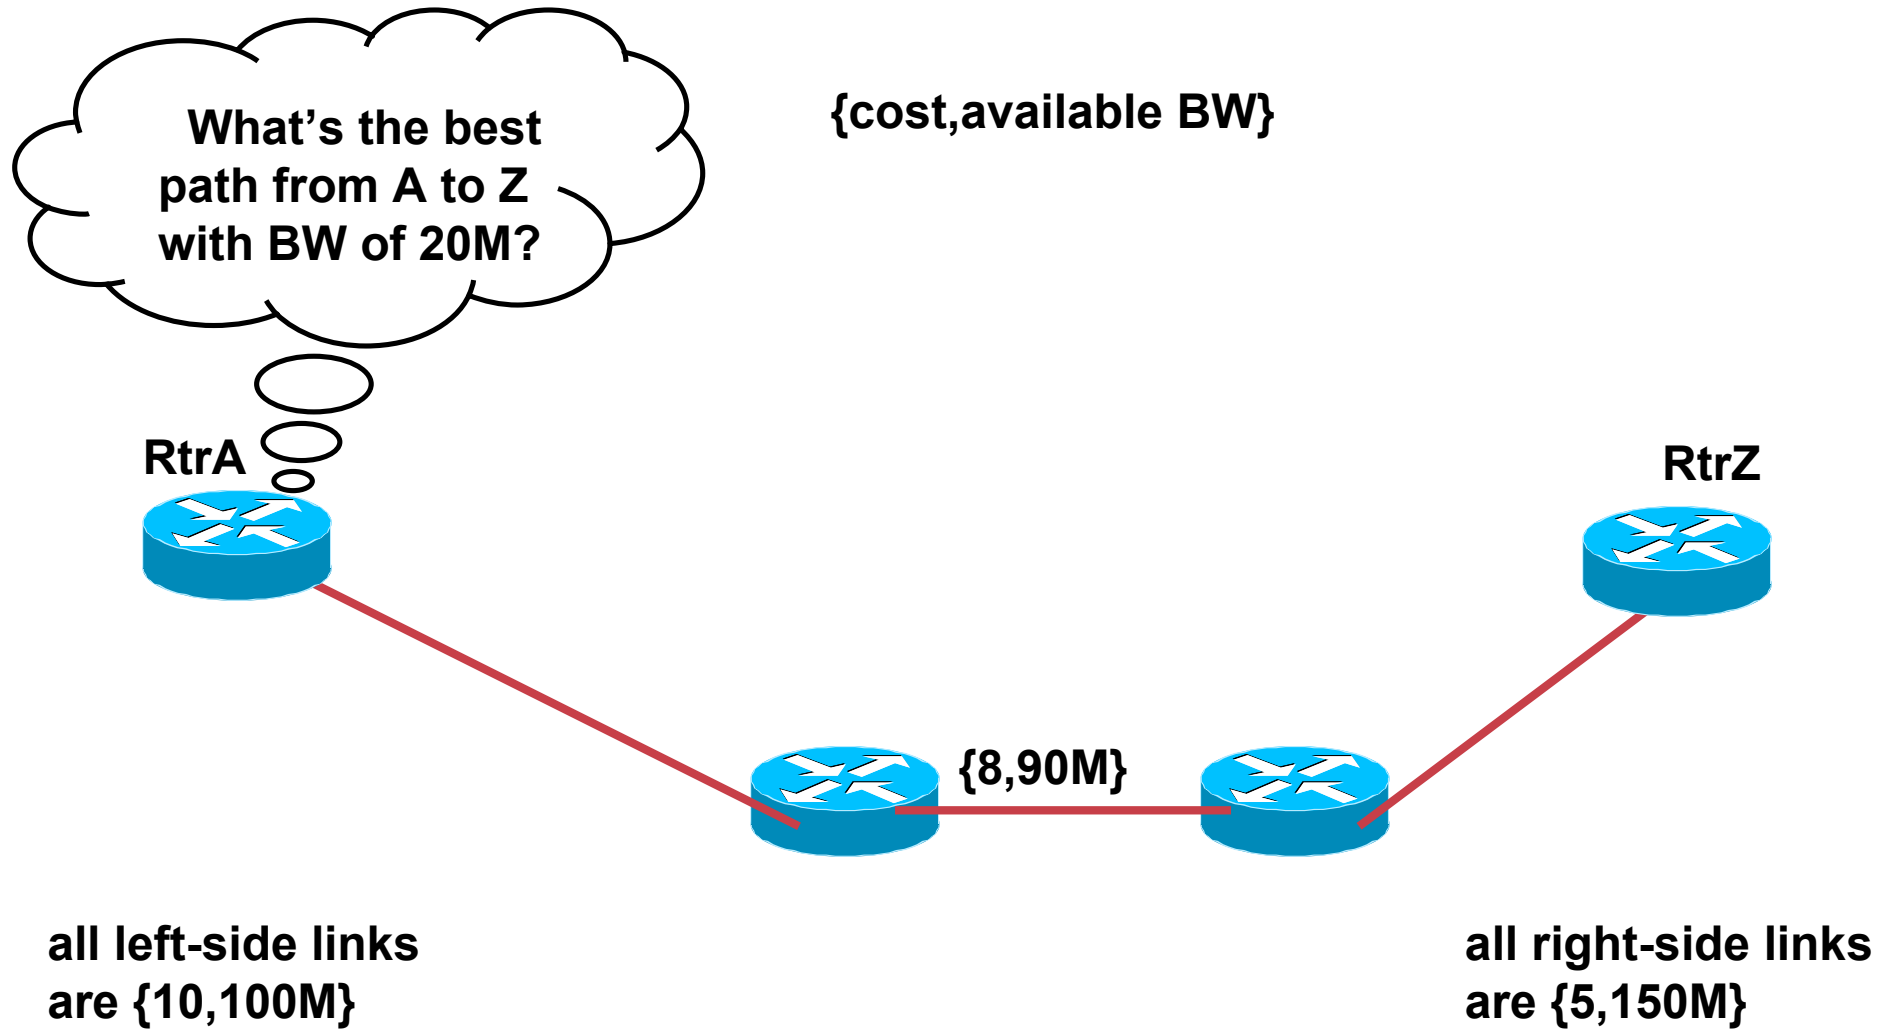 What’s the best
path from A to Z
with BW of 20M?
{cost,available BW}
RtrA
RtrZ
{8,90M}
all left-side links
are {10,100M}
all right-side links
are {5,150M}